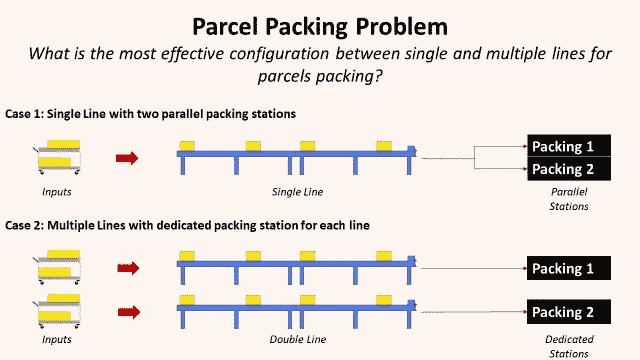 Parcel Packing Problem
What is the most effective configuration between single and multiple lines for
parcels packing?
Case 1: Single Line with two parallel packing stations
Packing 1
Packing 2
Inputs
Single Line
Parallel
Stations
Case 2: Multiple Lines with dedicated packing station for each line
Packing 1
Packing 2
Inputs
Double Line
Dedicated
Stations